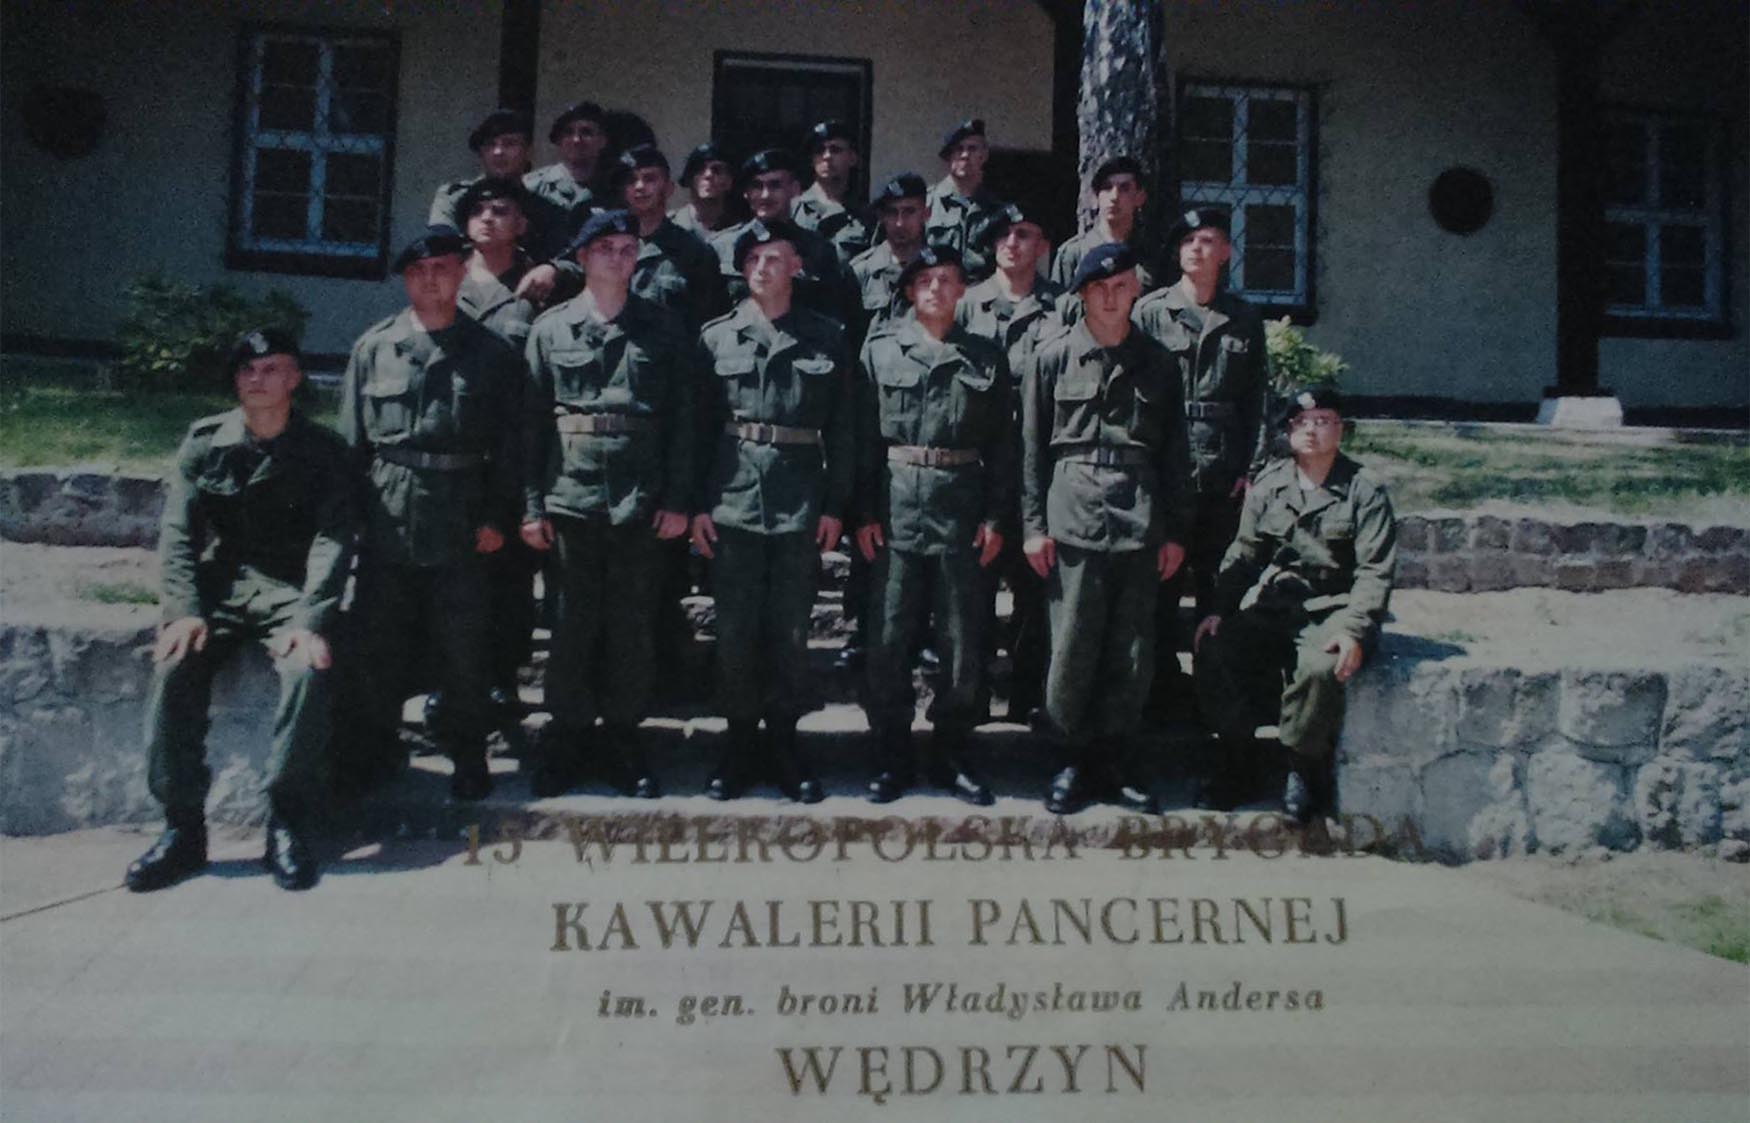 15 WIELKOPOLSKA BRYGADA
KAWALERII PANCERNEJ
im. gen. broni Władysława Andersa
WĘDRZYN